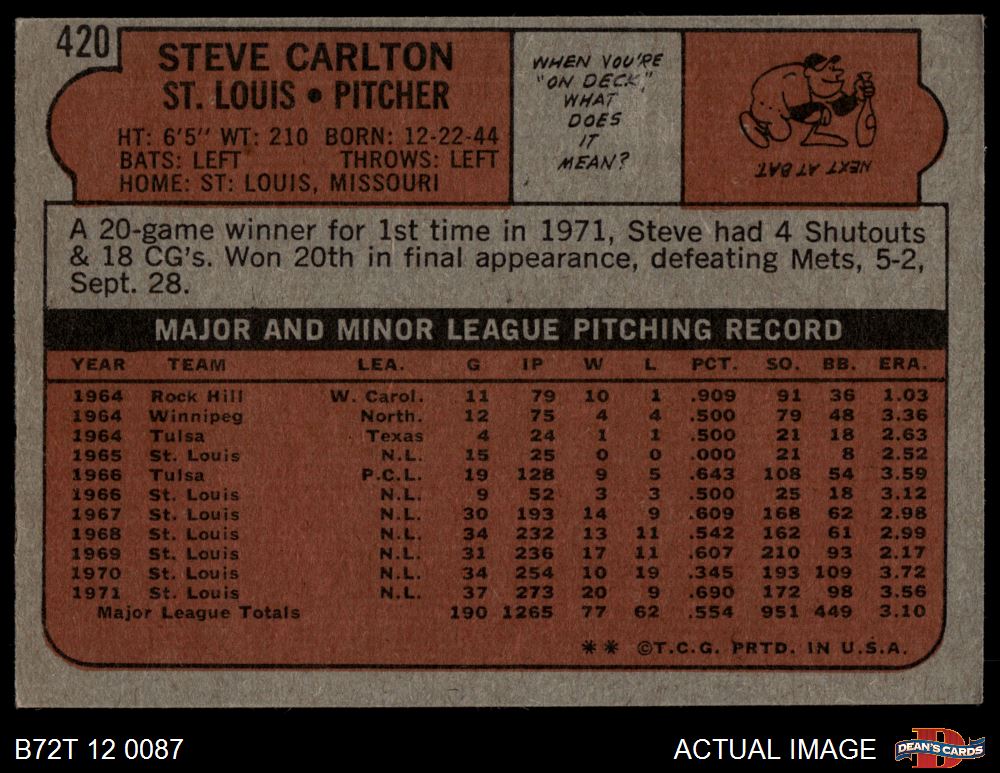 420
STEVE CARLTON
ST. LOUIS • PITCHER
HT: 6'5" WT: 210 BORN: 12-22-44
BATS: LEFT THROWS: LEFT
HOME: ST: LOUIS, MISSOURI
WHEN YOU'RE
"ON DECK,"
WHAT
DOES
IT
MEAN?
NEXT AT BAT.
A 20-game winner for 1st time in 1971, Steve had 4 Shutouts
& 18 CG's. Won 20th in final appearance, defeating Mets, 5-2,
Sept. 28.
MAJOR AND MINOR LEAGUE PITCHING RECORD
YEAR TEAM LEA. G IP W L PCT. SO. BB. ERA.
1964 Rock Hill W. Carol. 11 79 10 1 .909 91 36 1.03
1964 Winnipeg North. 12 75 4 4 .500 79 48 3.36
1964 Tulsa Texas 4 24 1 1 .500 21 18 2.63
1965 St. Louis N.L. 15 25 0 0 .000 21 8 2.52
1966 Tulsa P.C.L. 19 128 9 5 .643 108 54 3.59
1966 St. Louis N.L. 9 52 3 3 .500 25 18 3.12
1967 St. Louis N.L. 30 193 14 9 .609 168 62 2.98
1968 St. Louis N.L. 34 232 13 11 .542 162 61 2.99
1969 St. Louis N.L. 31 236 17 11 .607 210 93 2.17
1970 St. Louis N.L. 34 254 10 19 .345 193 109 3.72
1971 St. Louis N.L. 37 273 20 9 .690 172 98 3.56
Major League Totals 190 1265 77 62 .554 951 449 3.10
** ©T.C.G. PRTD. IN U.S.A.
B72T 12 0087
ACTUAL IMAGE
DEAN'S CARDS